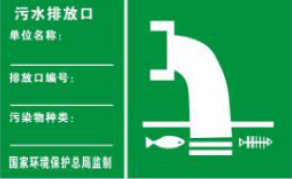 污水排放口
单位名称：
排放口编号：
污染物种类：
国家环境保护总局监制